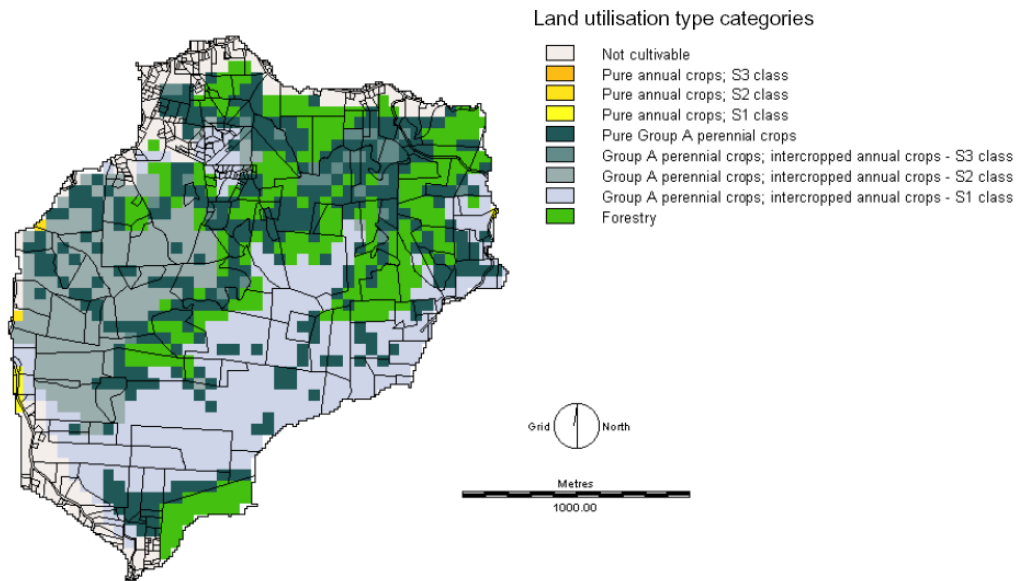 Land utilisation type categories
Not cultivable
Pure annual crops; S3 class
Pure annual crops; S2 class
Pure annual crops; S1 class
Pure Group A perennial crops
Group A perennial crops; intercropped annual crops - S3 class
Group A perennial crops; intercropped annual crops - S2 class
Group A perennial crops; intercropped annual crops - S1 class
Forestry
Grid North
Metres
1000.00